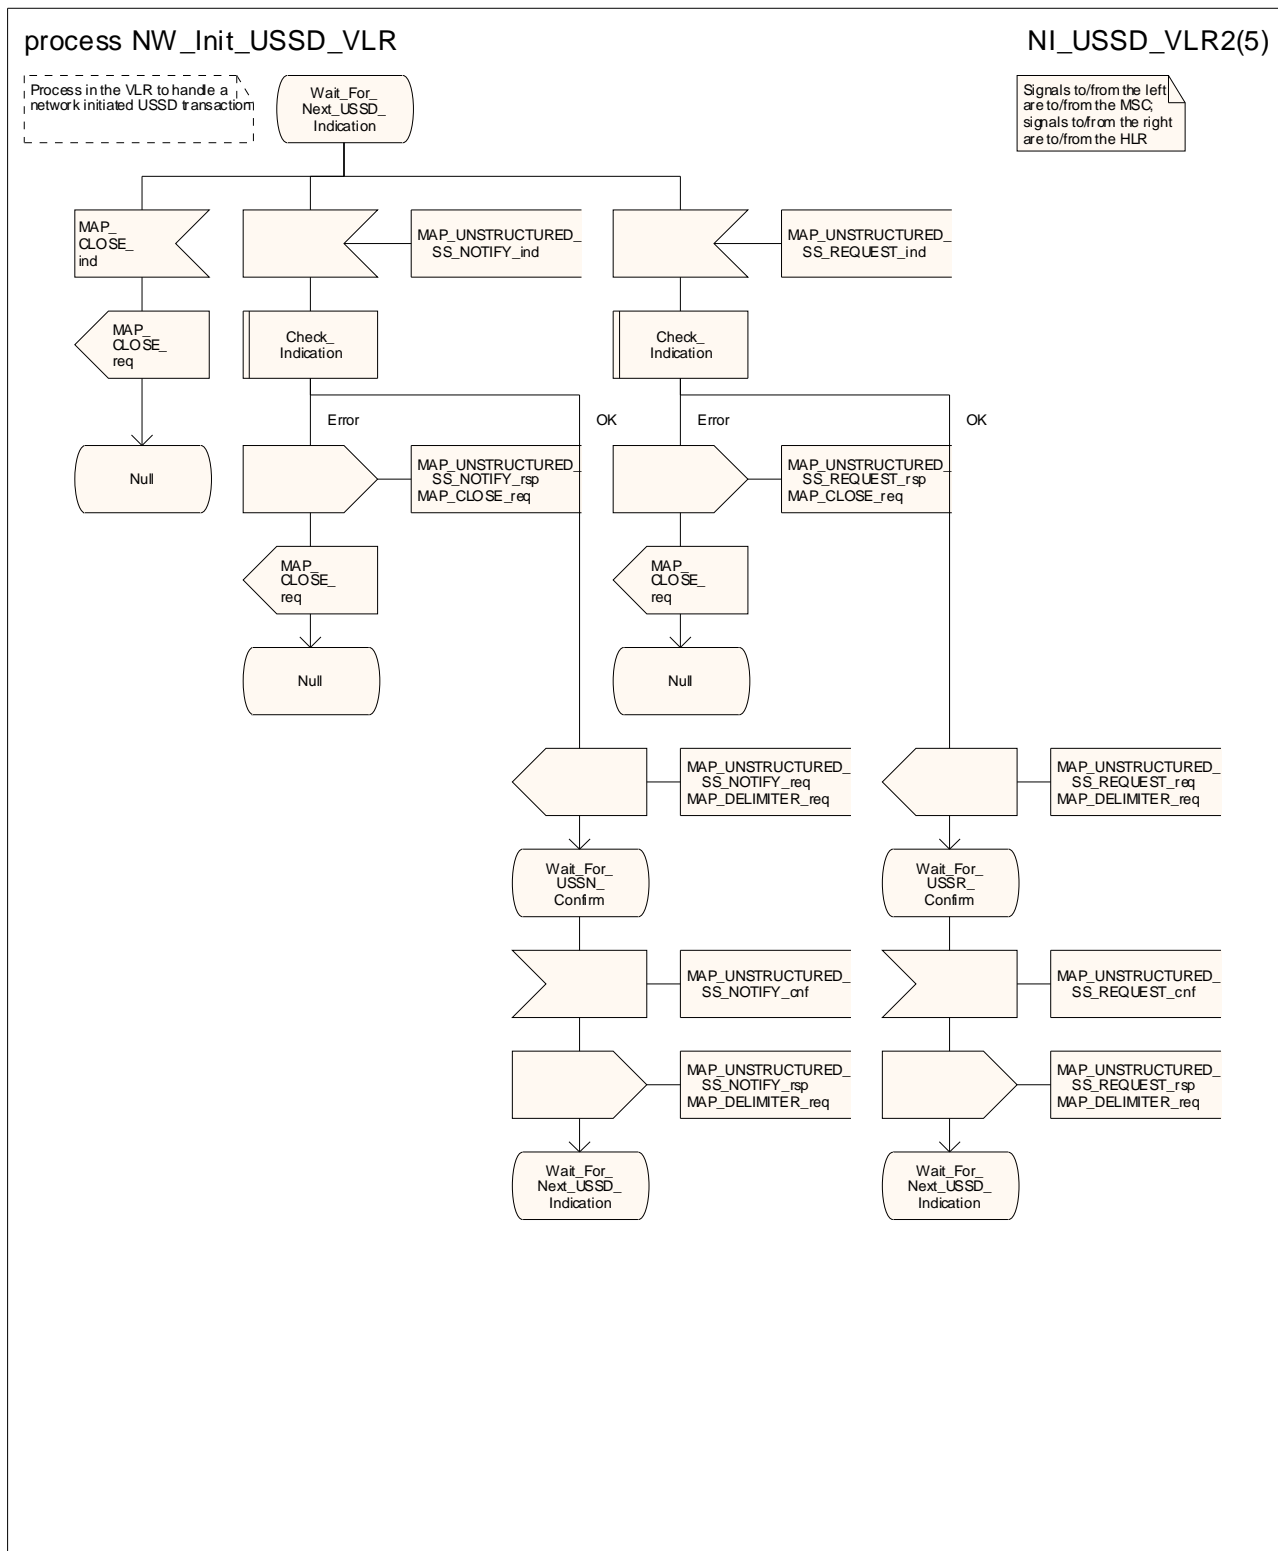 process NW_Init_USSD_VLR
NI_USSD_VLR2(5)
Process in the VLR to handle a
network initiated USSD transaction
Wait_For_
Next_USSD_
Indication
Signals to/from the left
are to/from the MSC;
signals to/from the right
are to/from the HLR
MAP_
CLOSE_
ind
MAP_UNSTRUCTURED_
SS_NOTIFY_ind
MAP_UNSTRUCTURED_
SS_REQUEST_ind
MAP_
CLOSE_
req
Check_
Indication
Check_
Indication
Error
OK
Error
OK
Null
MAP_UNSTRUCTURED_
SS_NOTIFY_rsp
MAP_CLOSE_req
MAP_UNSTRUCTURED_
SS_REQUEST_rsp
MAP_CLOSE_req
MAP_
CLOSE_
req
MAP_
CLOSE_
req
Null
Null
MAP_UNSTRUCTURED_
SS_NOTIFY_req
MAP_DELIMITER_req
MAP_UNSTRUCTURED_
SS_REQUEST_req
MAP_DELIMITER_req
Wait_For_
USSN_
Confirm
Wait_For_
USSR_
Confirm
MAP_UNSTRUCTURED_
SS_NOTIFY_cnf
MAP_UNSTRUCTURED_
SS_REQUEST_cnf
MAP_UNSTRUCTURED_
SS_NOTIFY_rsp
MAP_DELIMITER_req
MAP_UNSTRUCTURED_
SS_REQUEST_rsp
MAP_DELIMITER_req
Wait_For_
Next_USSD_
Indication
Wait_For_
Next_USSD_
Indication